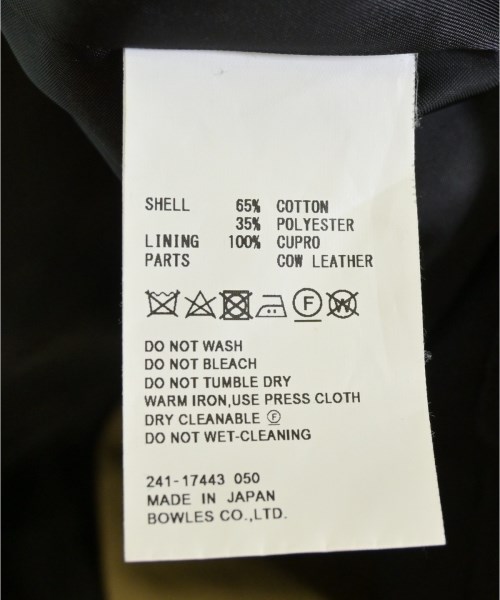 SHELL 65% COTTON
35% POLYESTER
LINING 100% CUPRO
PARTS COW LEATHER
F W
DO NOT WASH
DO NOT BLEACH
DO NOT TUMBLE DRY
WARM IRON,USE PRESS CLOTH
DRY CLEANABLE Ⓕ
DO NOT WET-CLEANING
241-17443 050
MADE IN JAPAN
BOWLES CO.,LTD.